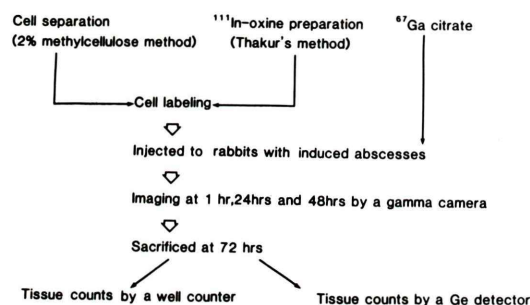 Cell separation
(2% methylcellulose method)
¹¹¹In-oxine preparation
(Thakur's method)
⁶⁷Ga citrate
Cell labeling
Injected to rabbits with induced abscesses
Imaging at 1 hr,24hrs and 48hrs by a gamma camera
Sacrificed at 72 hrs
Tissue counts by a well counter
Tissue counts by a Ge detector